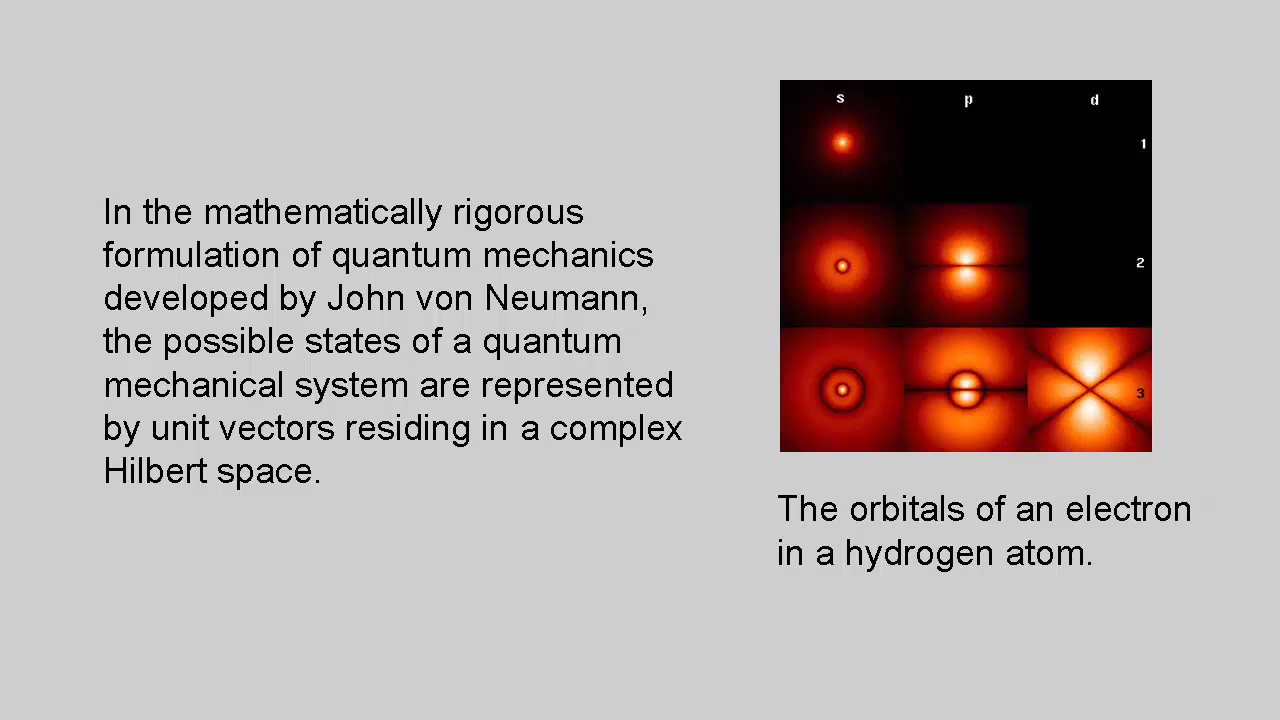 In the mathematically rigorous
formulation of quantum mechanics
developed by John von Neumann,
the possible states of a quantum
mechanical system are represented
by unit vectors residing in a complex
Hilbert space.
s p d
1
2
3
The orbitals of an electron
in a hydrogen atom.